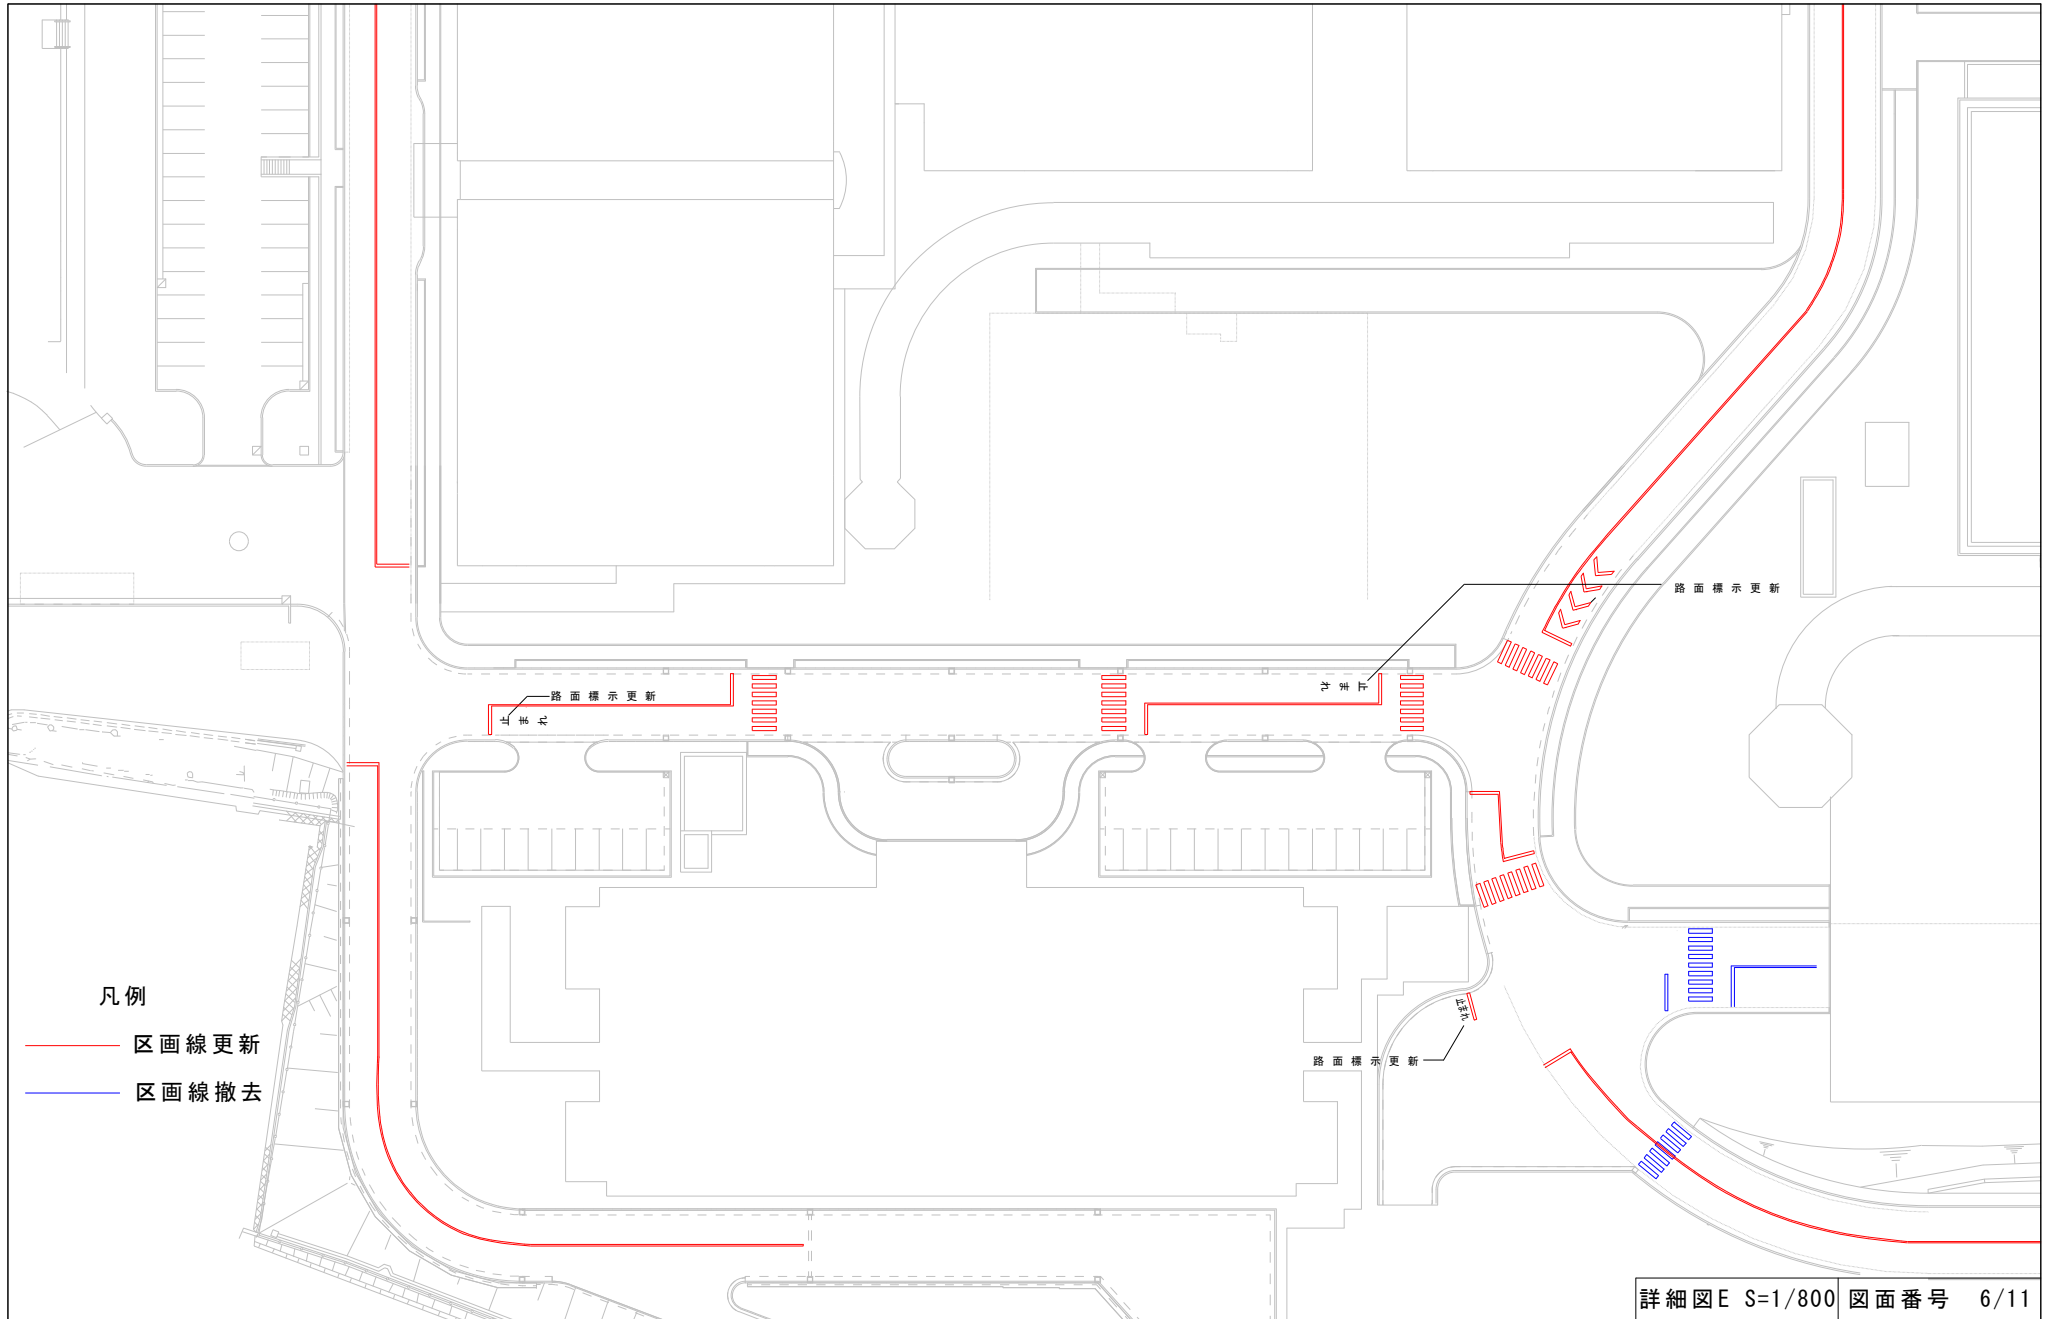 路面標示更新
止まれ
路面標示更新
止まれ
止まれ
路面標示更新
凡例
区画線更新
区画線撤去
詳細図E S=1/800 図面番号 6/11